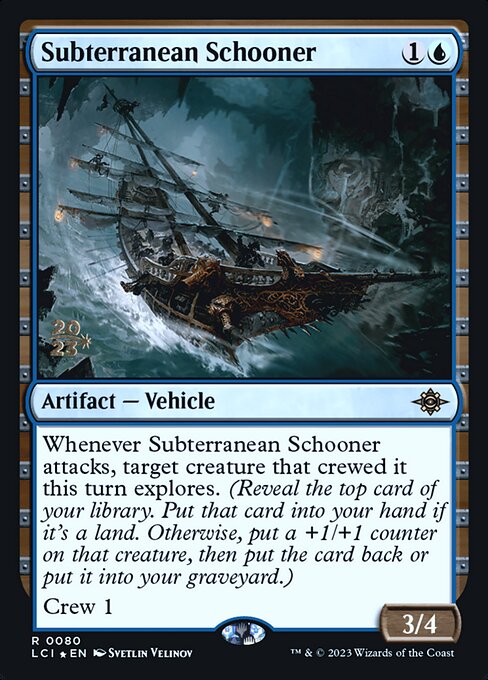 Subterranean Schooner 1
20
23
Artifact — Vehicle
Whenever Subterranean Schooner
attacks, target creature that crewed it
this turn explores. (Reveal the top card of
your library. Put that card into your hand if
it's a land. Otherwise, put a +1/+1 counter
on that creature, then put the card back or
put it into your graveyard.)
Crew 1
3/4
R 0080
LCI ★ EN Svetlin Velinov
™ & © 2023 Wizards of the Coast